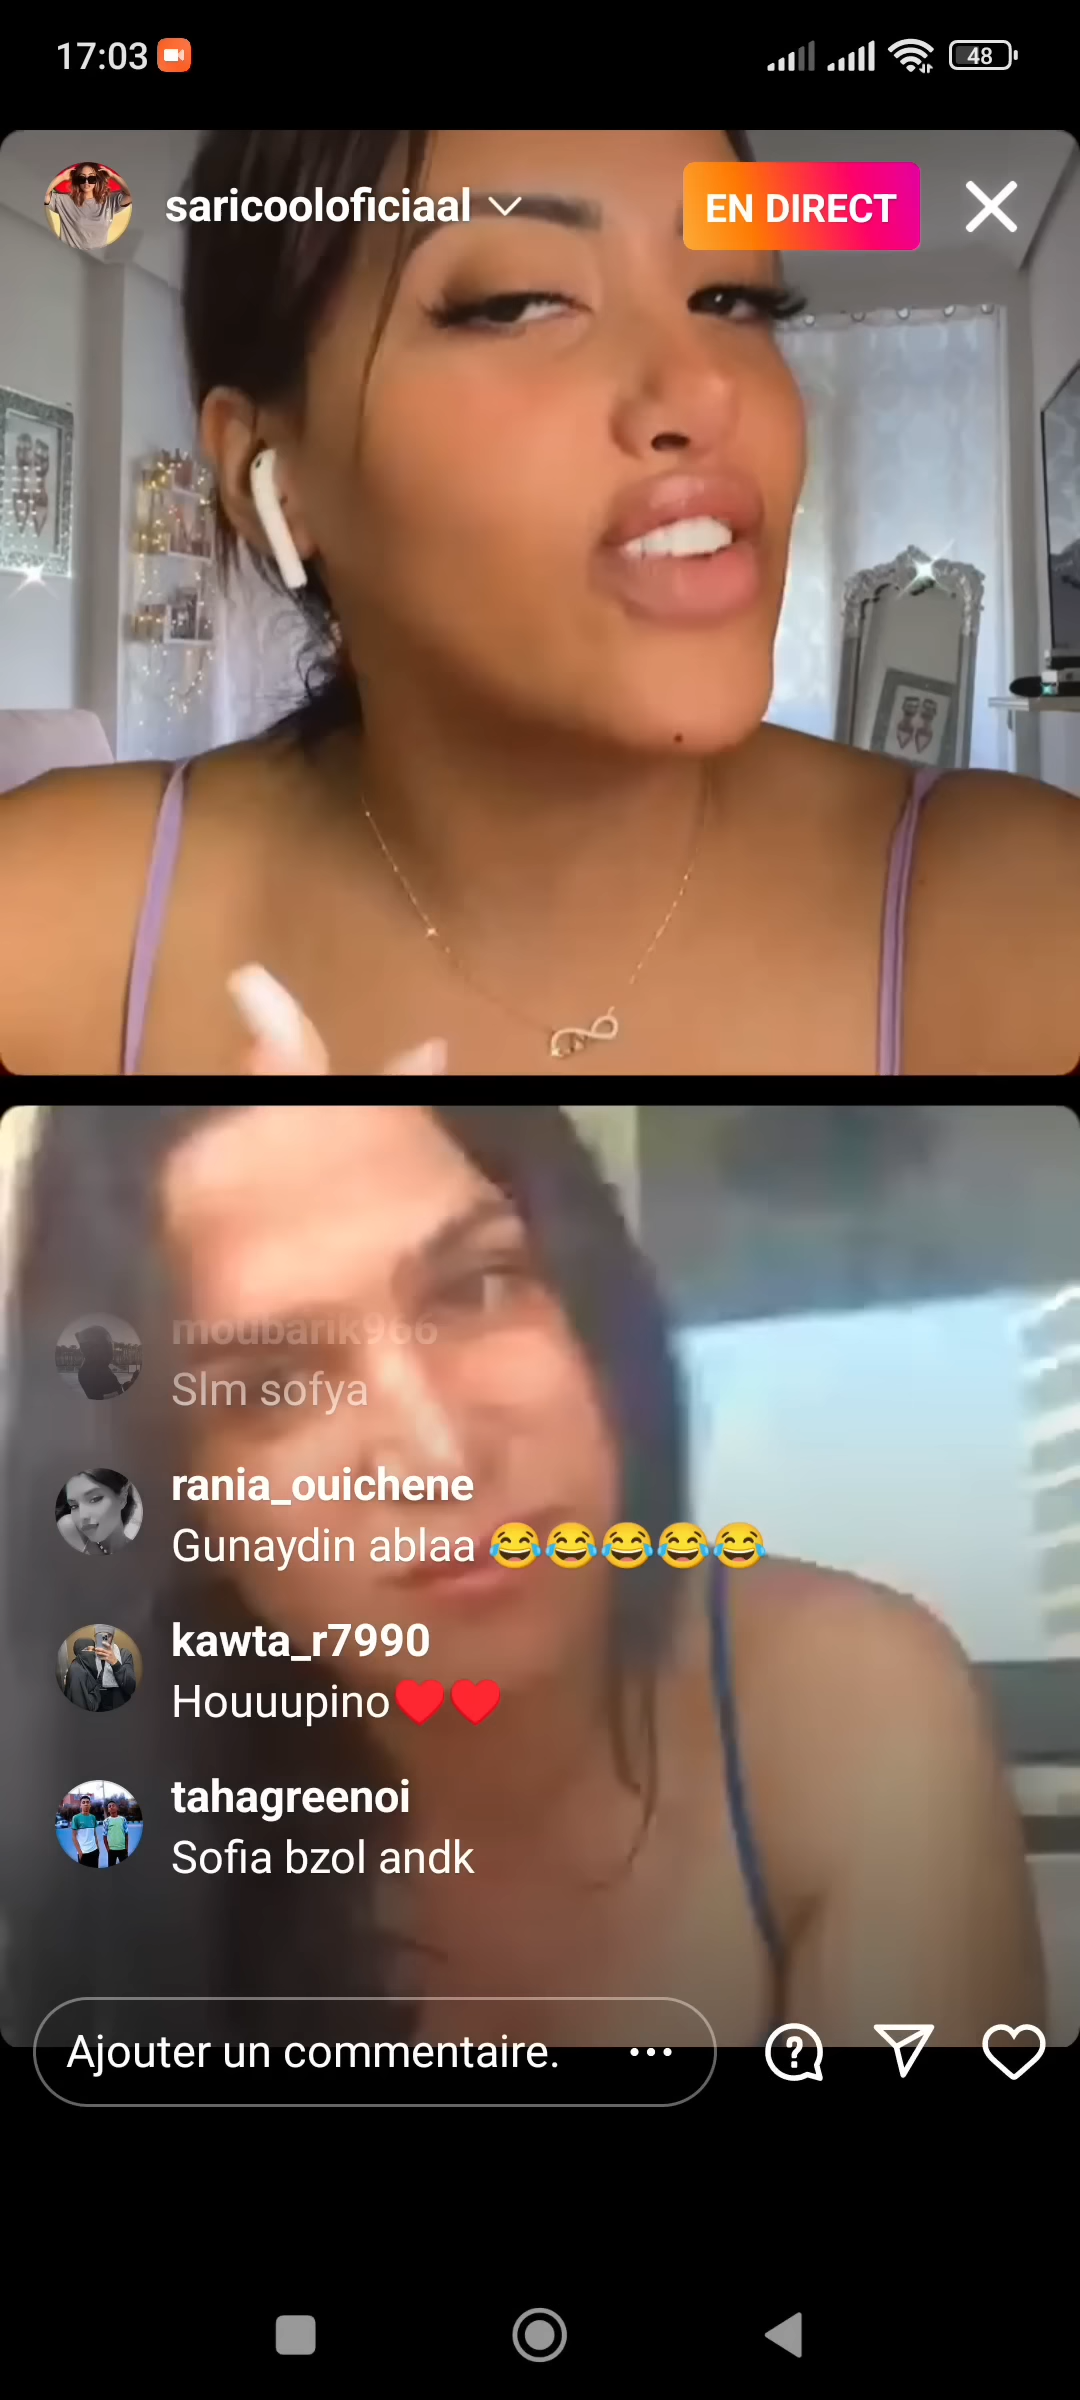 17:03
48
saricooloficiaal
EN DIRECT
moubarik966
Slm sofya
rania_ouichene
Gunaydin ablaa 😂😂😂😂😂
kawta_r7990
Houuupino❤️❤️
tahagreenoi
Sofia bzol andk
Ajouter un commentaire.